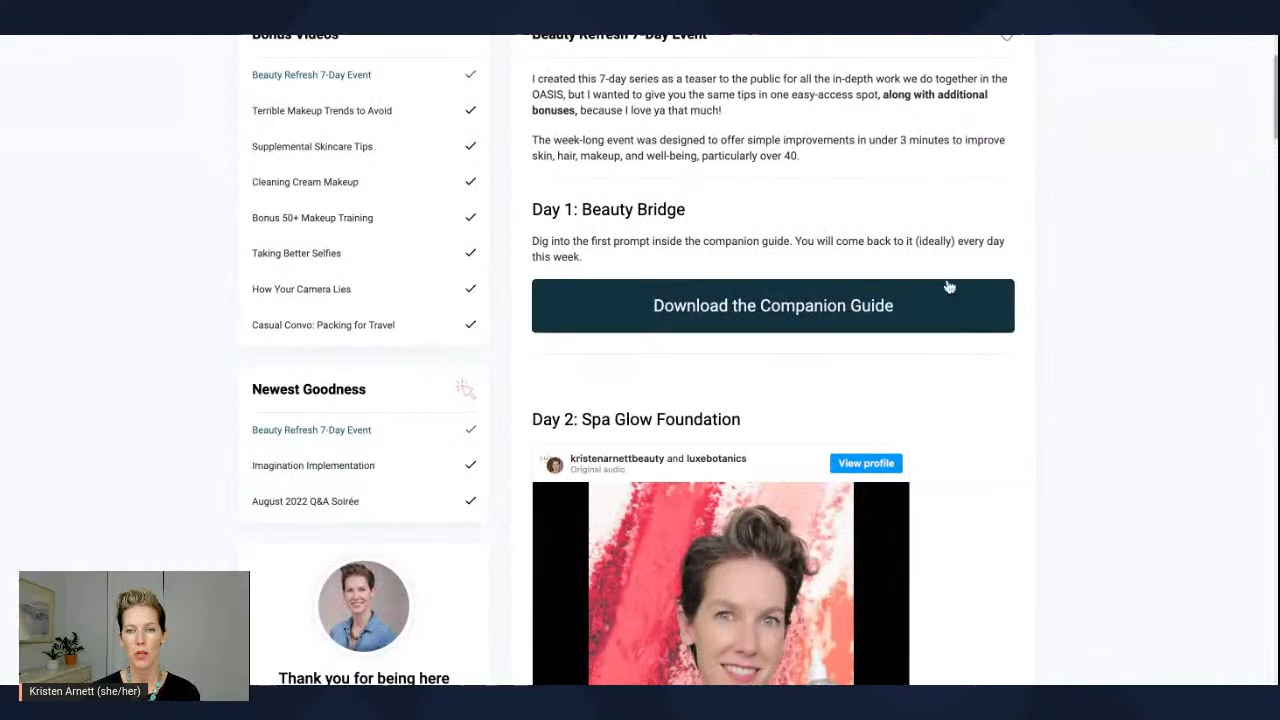 Bonus Videos
Beauty Refresh 7-Day Event
Terrible Makeup Trends to Avoid
Supplemental Skincare Tips
Cleaning Cream Makeup
Bonus 50+ Makeup Training
Taking Better Selfies
How Your Camera Lies
Casual Convo: Packing for Travel
Newest Goodness
Beauty Refresh 7-Day Event
Imagination Implementation
August 2022 Q&A Soirée
Thank you for being here
Kristen Arnett (she/her)
Beauty Refresh 7-Day Event
I created this 7-day series as a teaser to the public for all the in-depth work we do together in the
OASIS, but I wanted to give you the same tips in one easy-access spot, along with additional
bonuses, because I love ya that much!
The week-long event was designed to offer simple improvements in under 3 minutes to improve
skin, hair, makeup, and well-being, particularly over 40.
Day 1: Beauty Bridge
Dig into the first prompt inside the companion guide. You will come back to it (ideally) every day
this week.
Download the Companion Guide
Day 2: Spa Glow Foundation
kristenarnettbeauty and luxebotanics
Original audio
View profile